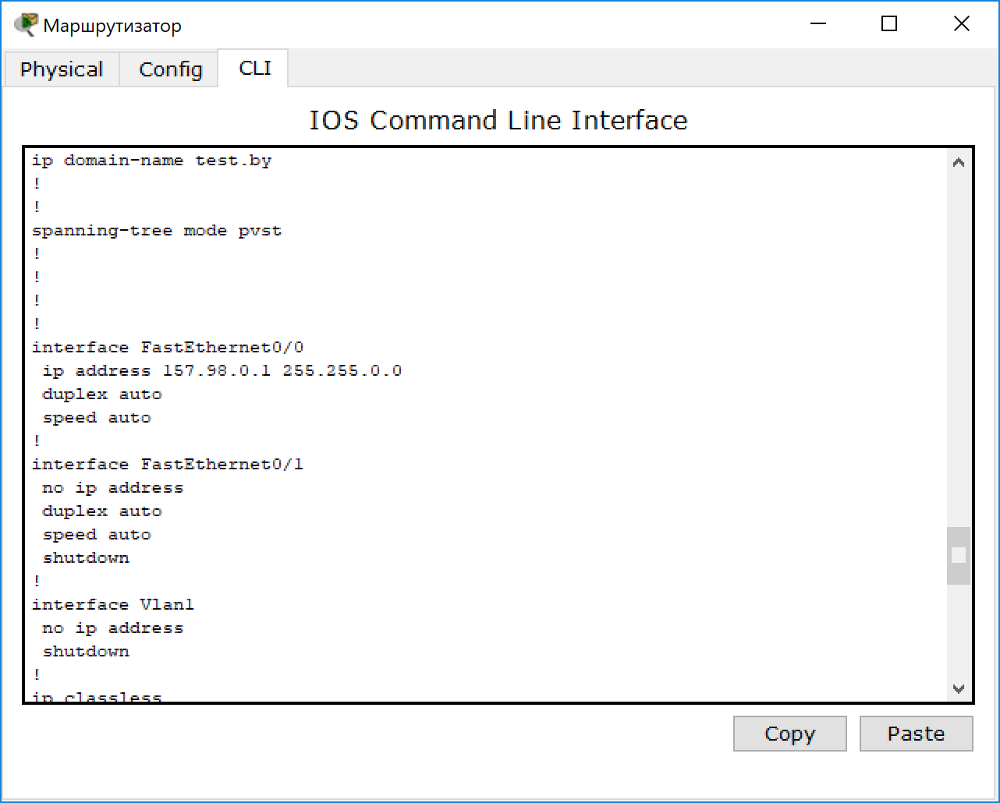 Маршрутизатор
Physical Config CLI
IOS Command Line Interface
ip domain-name test.by
!
!
spanning-tree mode pvst
!
!
!
!
interface FastEthernet0/0
 ip address 157.98.0.1 255.255.0.0
 duplex auto
 speed auto
!
interface FastEthernet0/1
 no ip address
 duplex auto
 speed auto
 shutdown
!
interface Vlan1
 no ip address
 shutdown
!
ip classless
Copy Paste